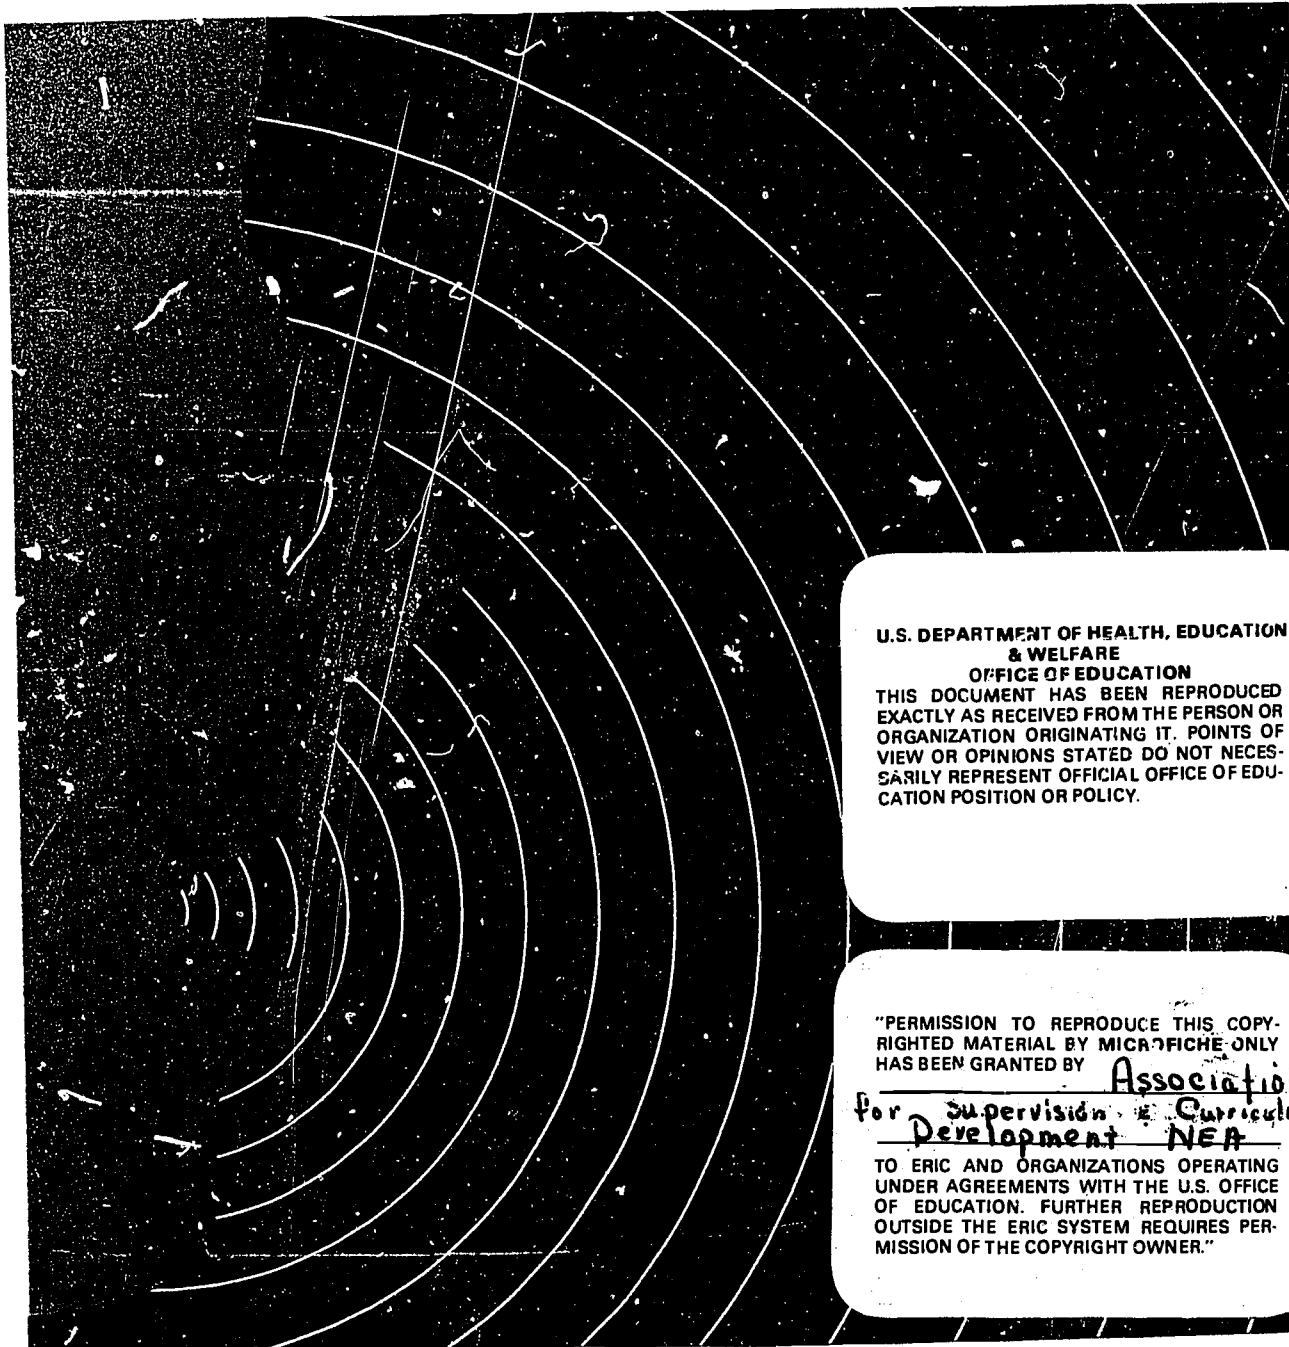 U.S. DEPARTMENT OF HEALTH, EDUCATION
& WELFARE
OFFICE OF EDUCATION
THIS DOCUMENT HAS BEEN REPRODUCED
EXACTLY AS RECEIVED FROM THE PERSON OR
ORGANIZATION ORIGINATING IT. POINTS OF
VIEW OR OPINIONS STATED DO NOT NECES-
SARILY REPRESENT OFFICIAL OFFICE OF EDU-
CATION POSITION OR POLICY.
"PERMISSION TO REPRODUCE THIS COPY-
RIGHTED MATERIAL BY MICROFICHE ONLY
HAS BEEN GRANTED BY Associatio
for Supervision & Curricul
Development NEA
TO ERIC AND ORGANIZATIONS OPERATING
UNDER AGREEMENTS WITH THE U.S. OFFICE
OF EDUCATION. FURTHER REPRODUCTION
OUTSIDE THE ERIC SYSTEM REQUIRES PER-
MISSION OF THE COPYRIGHT OWNER."